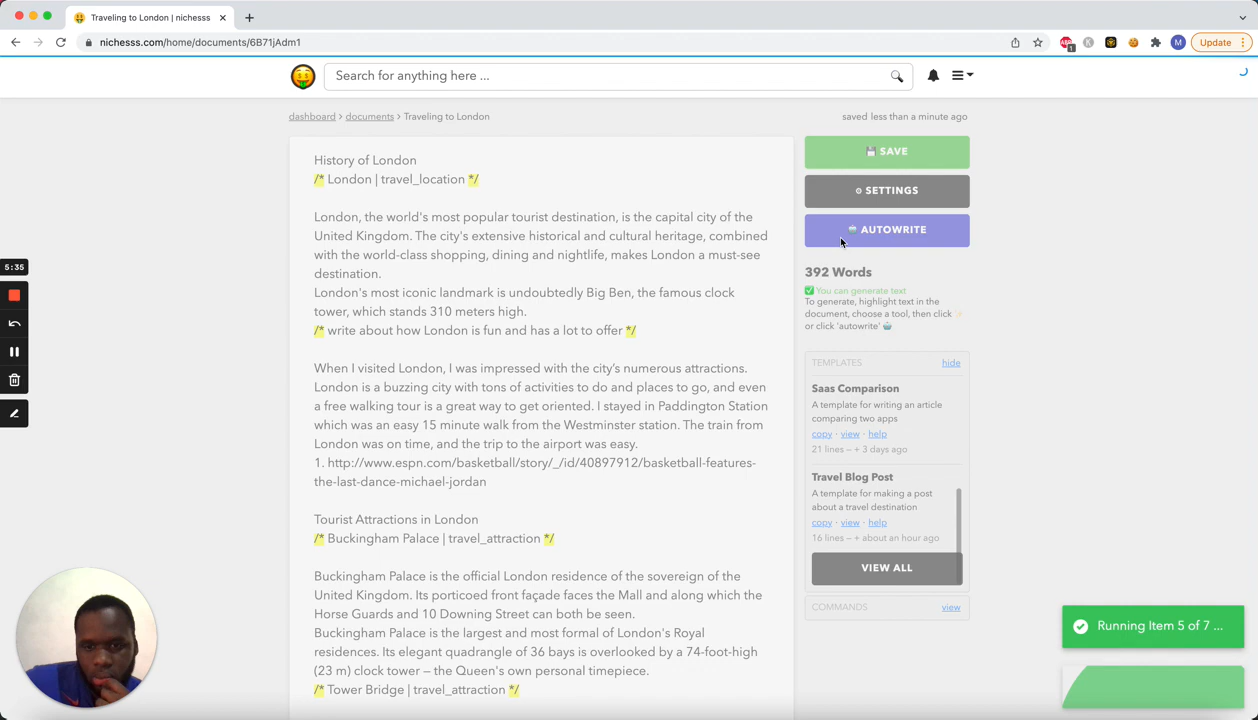 Traveling to London | nichesss
nichesss.com/home/documents/6B71jAdm1
1
M
Update
Search for anything here ...
dashboard > documents > Traveling to London
saved less than a minute ago
History of London
/* London | travel_location */
London, the world's most popular tourist destination, is the capital city of the
United Kingdom. The city's extensive historical and cultural heritage, combined
with the world-class shopping, dining and nightlife, makes London a must-see
destination.
London's most iconic landmark is undoubtedly Big Ben, the famous clock
tower, which stands 310 meters high.
/* write about how London is fun and has a lot to offer */
When I visited London, I was impressed with the city's numerous attractions.
London is a buzzing city with tons of activities to do and places to go, and even
a free walking tour is a great way to get oriented. I stayed in Paddington Station
which was an easy 15 minute walk from the Westminster station. The train from
London was on time, and the trip to the airport was easy.
1. http://www.espn.com/basketball/story/_/id/40897912/basketball-features-
the-last-dance-michael-jordan
Tourist Attractions in London
/* Buckingham Palace | travel_attraction */
Buckingham Palace is the official London residence of the sovereign of the
United Kingdom. Its porticoed front façade faces the Mall and along which the
Horse Guards and 10 Downing Street can both be seen.
Buckingham Palace is the largest and most formal of London's Royal
residences. Its elegant quadrangle of 36 bays is overlooked by a 74-foot-high
(23 m) clock tower – the Queen's own personal timepiece.
/* Tower Bridge | travel_attraction */
SAVE
SETTINGS
AUTOWRITE
392 Words
You can generate text
To generate, highlight text in the
document, choose a tool, then click
or click 'autowrite'
TEMPLATES hide
Saas Comparison
A template for writing an article
comparing two apps
copy · view · help
21 lines – + 3 days ago
Travel Blog Post
A template for making a post
about a travel destination
copy · view · help
16 lines – + about an hour ago
VIEW ALL
COMMANDS view
5:35
Running Item 5 of 7 ...